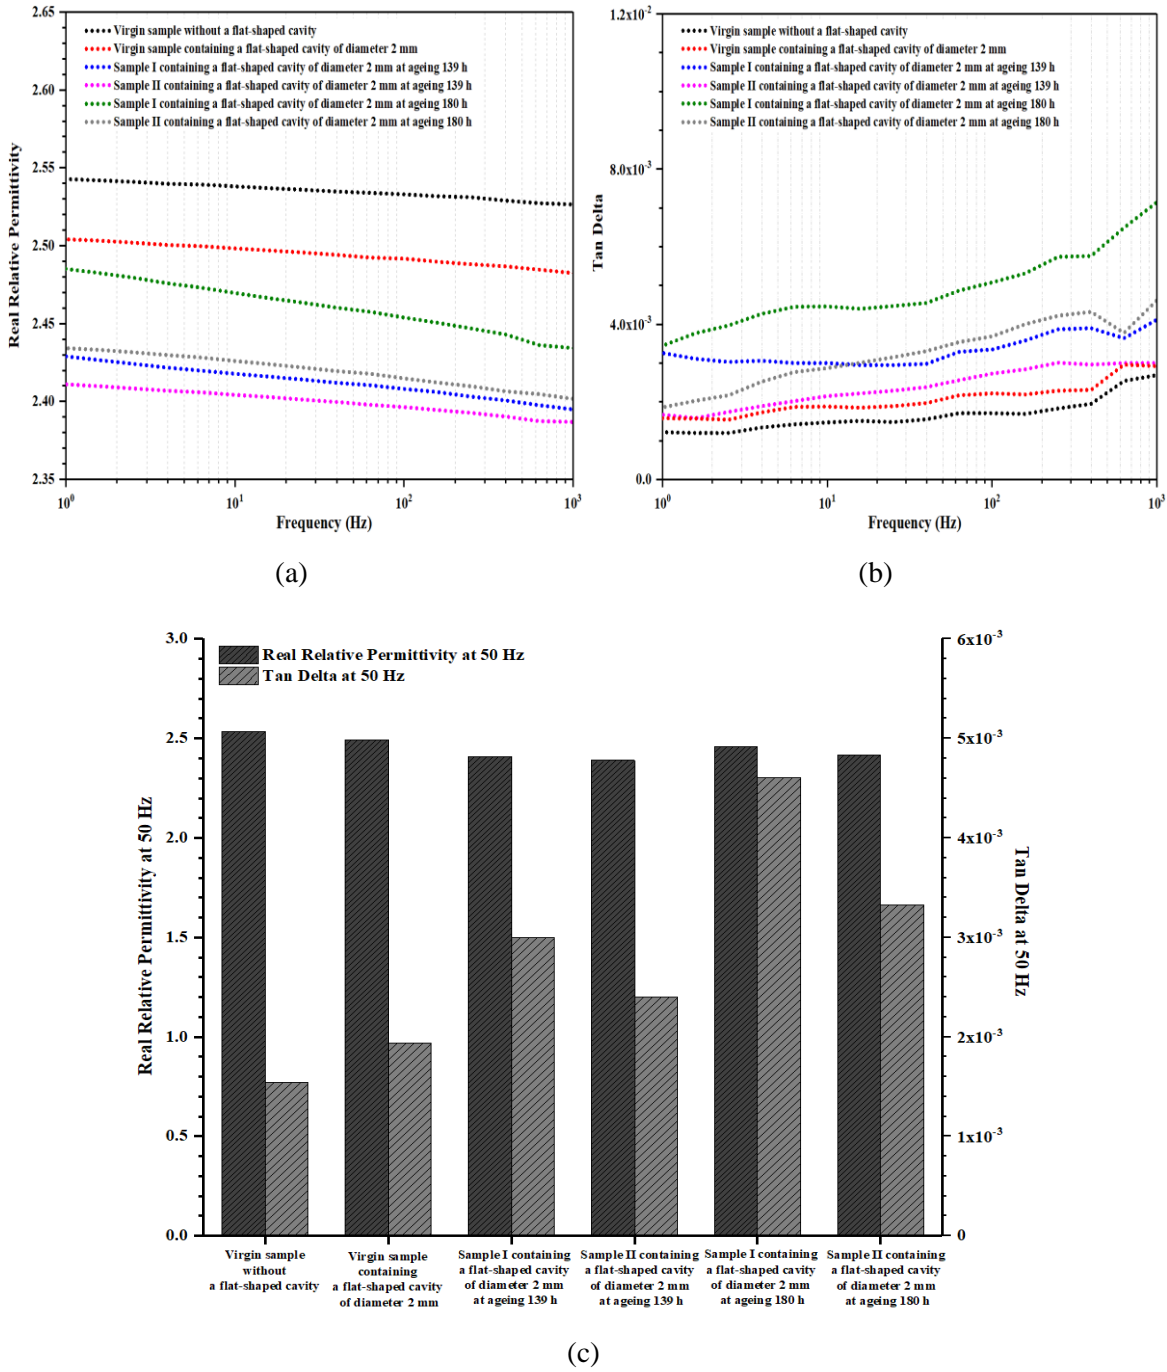 2.65
2.60
2.55
2.50
2.45
2.40
2.35
Real Relative Permittivity
Virgin sample without a flat-shaped cavity
Virgin sample containing a flat-shaped cavity of diameter 2 mm
Sample I containing a flat-shaped cavity of diameter 2 mm at ageing 139 h
Sample II containing a flat-shaped cavity of diameter 2 mm at ageing 139 h
Sample I containing a flat-shaped cavity of diameter 2 mm at ageing 180 h
Sample II containing a flat-shaped cavity of diameter 2 mm at ageing 180 h
10⁰ 10¹ 10² 10³
Frequency (Hz)
(a)
1.2x10⁻²
8.0x10⁻³
4.0x10⁻³
0.0
Tan Delta
Virgin sample without a flat-shaped cavity
Virgin sample containing a flat-shaped cavity of diameter 2 mm
Sample I containing a flat-shaped cavity of diameter 2 mm at ageing 139 h
Sample II containing a flat-shaped cavity of diameter 2 mm at ageing 139 h
Sample I containing a flat-shaped cavity of diameter 2 mm at ageing 180 h
Sample II containing a flat-shaped cavity of diameter 2 mm at ageing 180 h
10⁰ 10¹ 10² 10³
Frequency (Hz)
(b)
3.0
2.5
2.0
1.5
1.0
0.5
0.0
Real Relative Permittivity at 50 Hz
Real Relative Permittivity at 50 Hz
Tan Delta at 50 Hz
6x10⁻³
5x10⁻³
4x10⁻³
3x10⁻³
2x10⁻³
1x10⁻³
0
Tan Delta at 50 Hz
Virgin sample
without
a flat-shaped cavity
Virgin sample
containing
a flat-shaped cavity
of diameter 2 mm
Sample I containing
a flat-shaped cavity
of diameter 2 mm
at ageing 139 h
Sample II containing
a flat-shaped cavity
of diameter 2 mm
at ageing 139 h
Sample I containing
a flat-shaped cavity
of diameter 2 mm
at ageing 180 h
Sample II containing
a flat-shaped cavity
of diameter 2 mm
at ageing 180 h
(c)